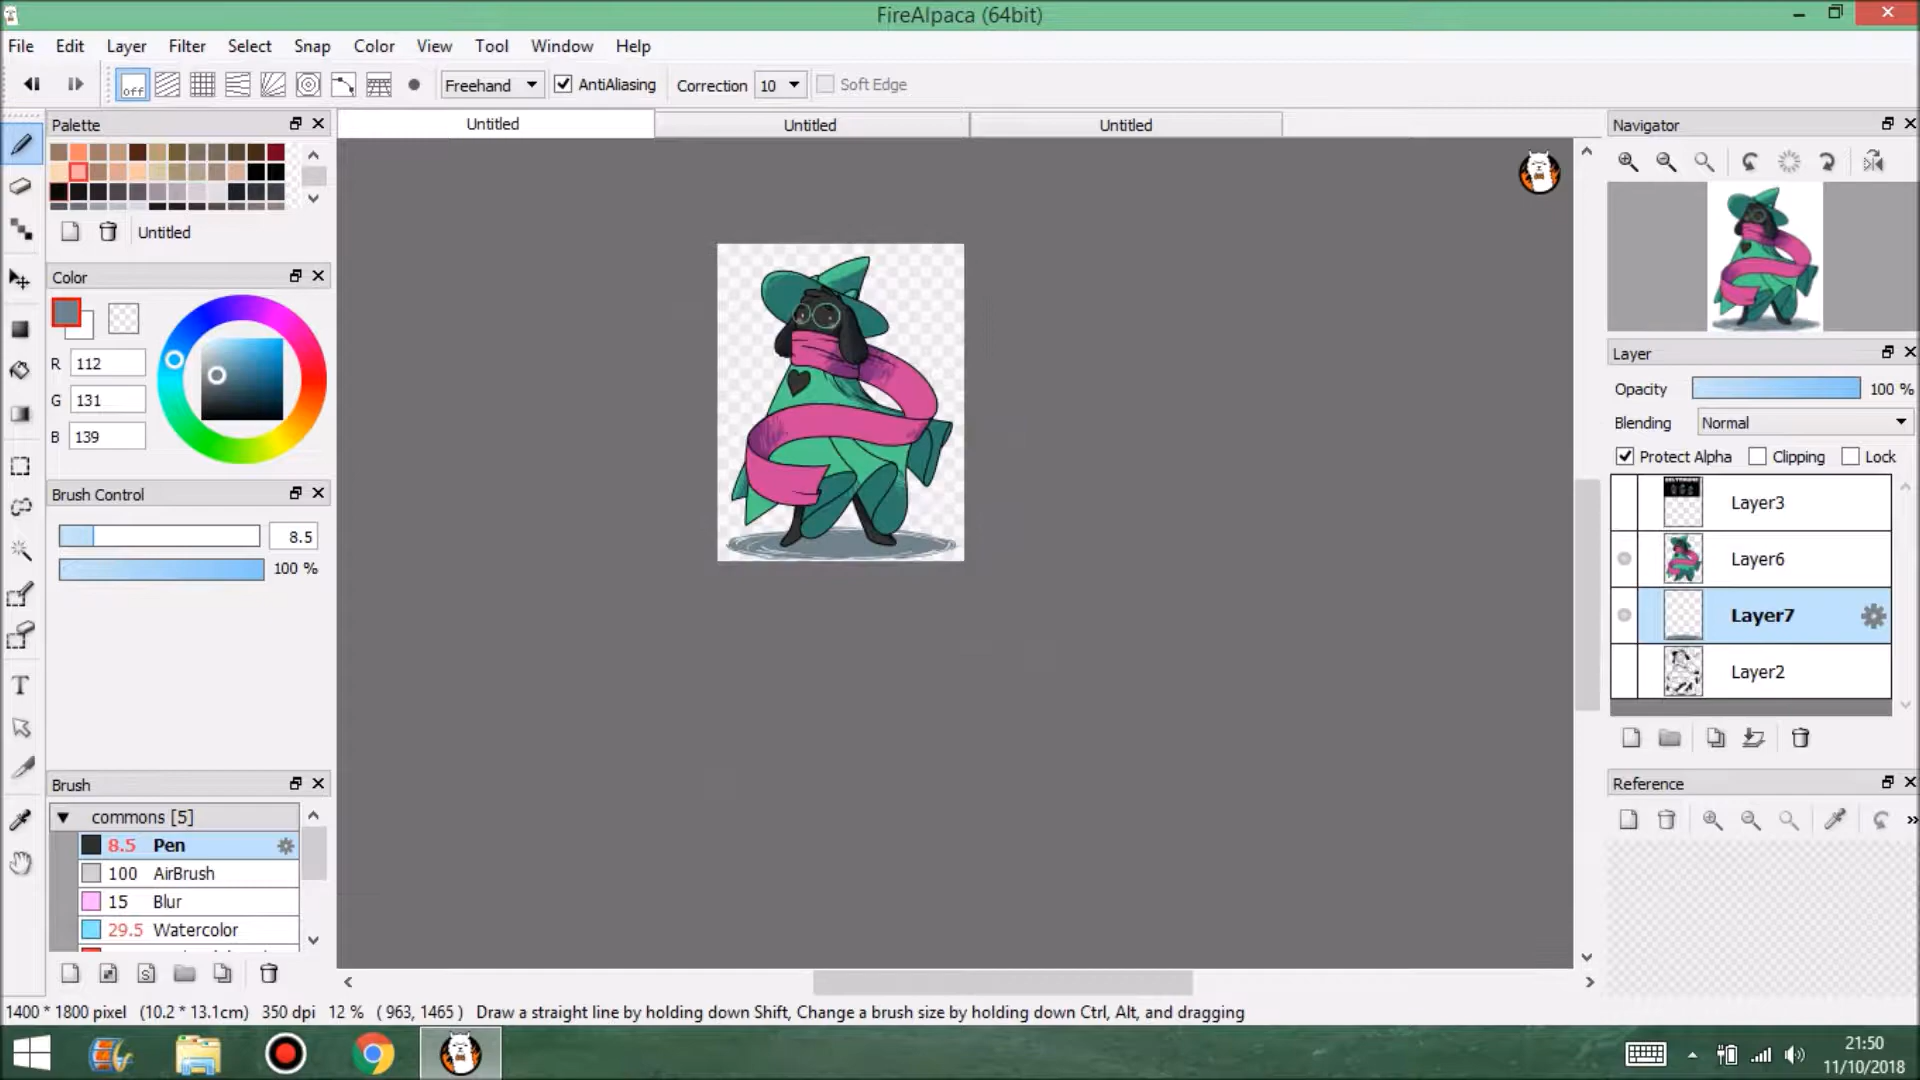 FireAlpaca (64bit)
File Edit Layer Filter Select Snap Color View Tool Window Help
off Freehand AntiAliasing Correction 10 Soft Edge
Palette
Untitled
Color
R 112
G 131
B 139
Brush Control
8.5
100 %
Brush
commons [5]
8.5 Pen
100 AirBrush
15 Blur
29.5 Watercolor
Untitled Untitled Untitled
Navigator
Layer
Opacity 100 %
Blending Normal
Protect Alpha Clipping Lock
Layer3
Layer6
Layer7
Layer2
Reference
1400 * 1800 pixel (10.2 * 13.1cm) 350 dpi 12 % ( 963, 1465 ) Draw a straight line by holding down Shift, Change a brush size by holding down Ctrl, Alt, and dragging
21:50
11/10/2018